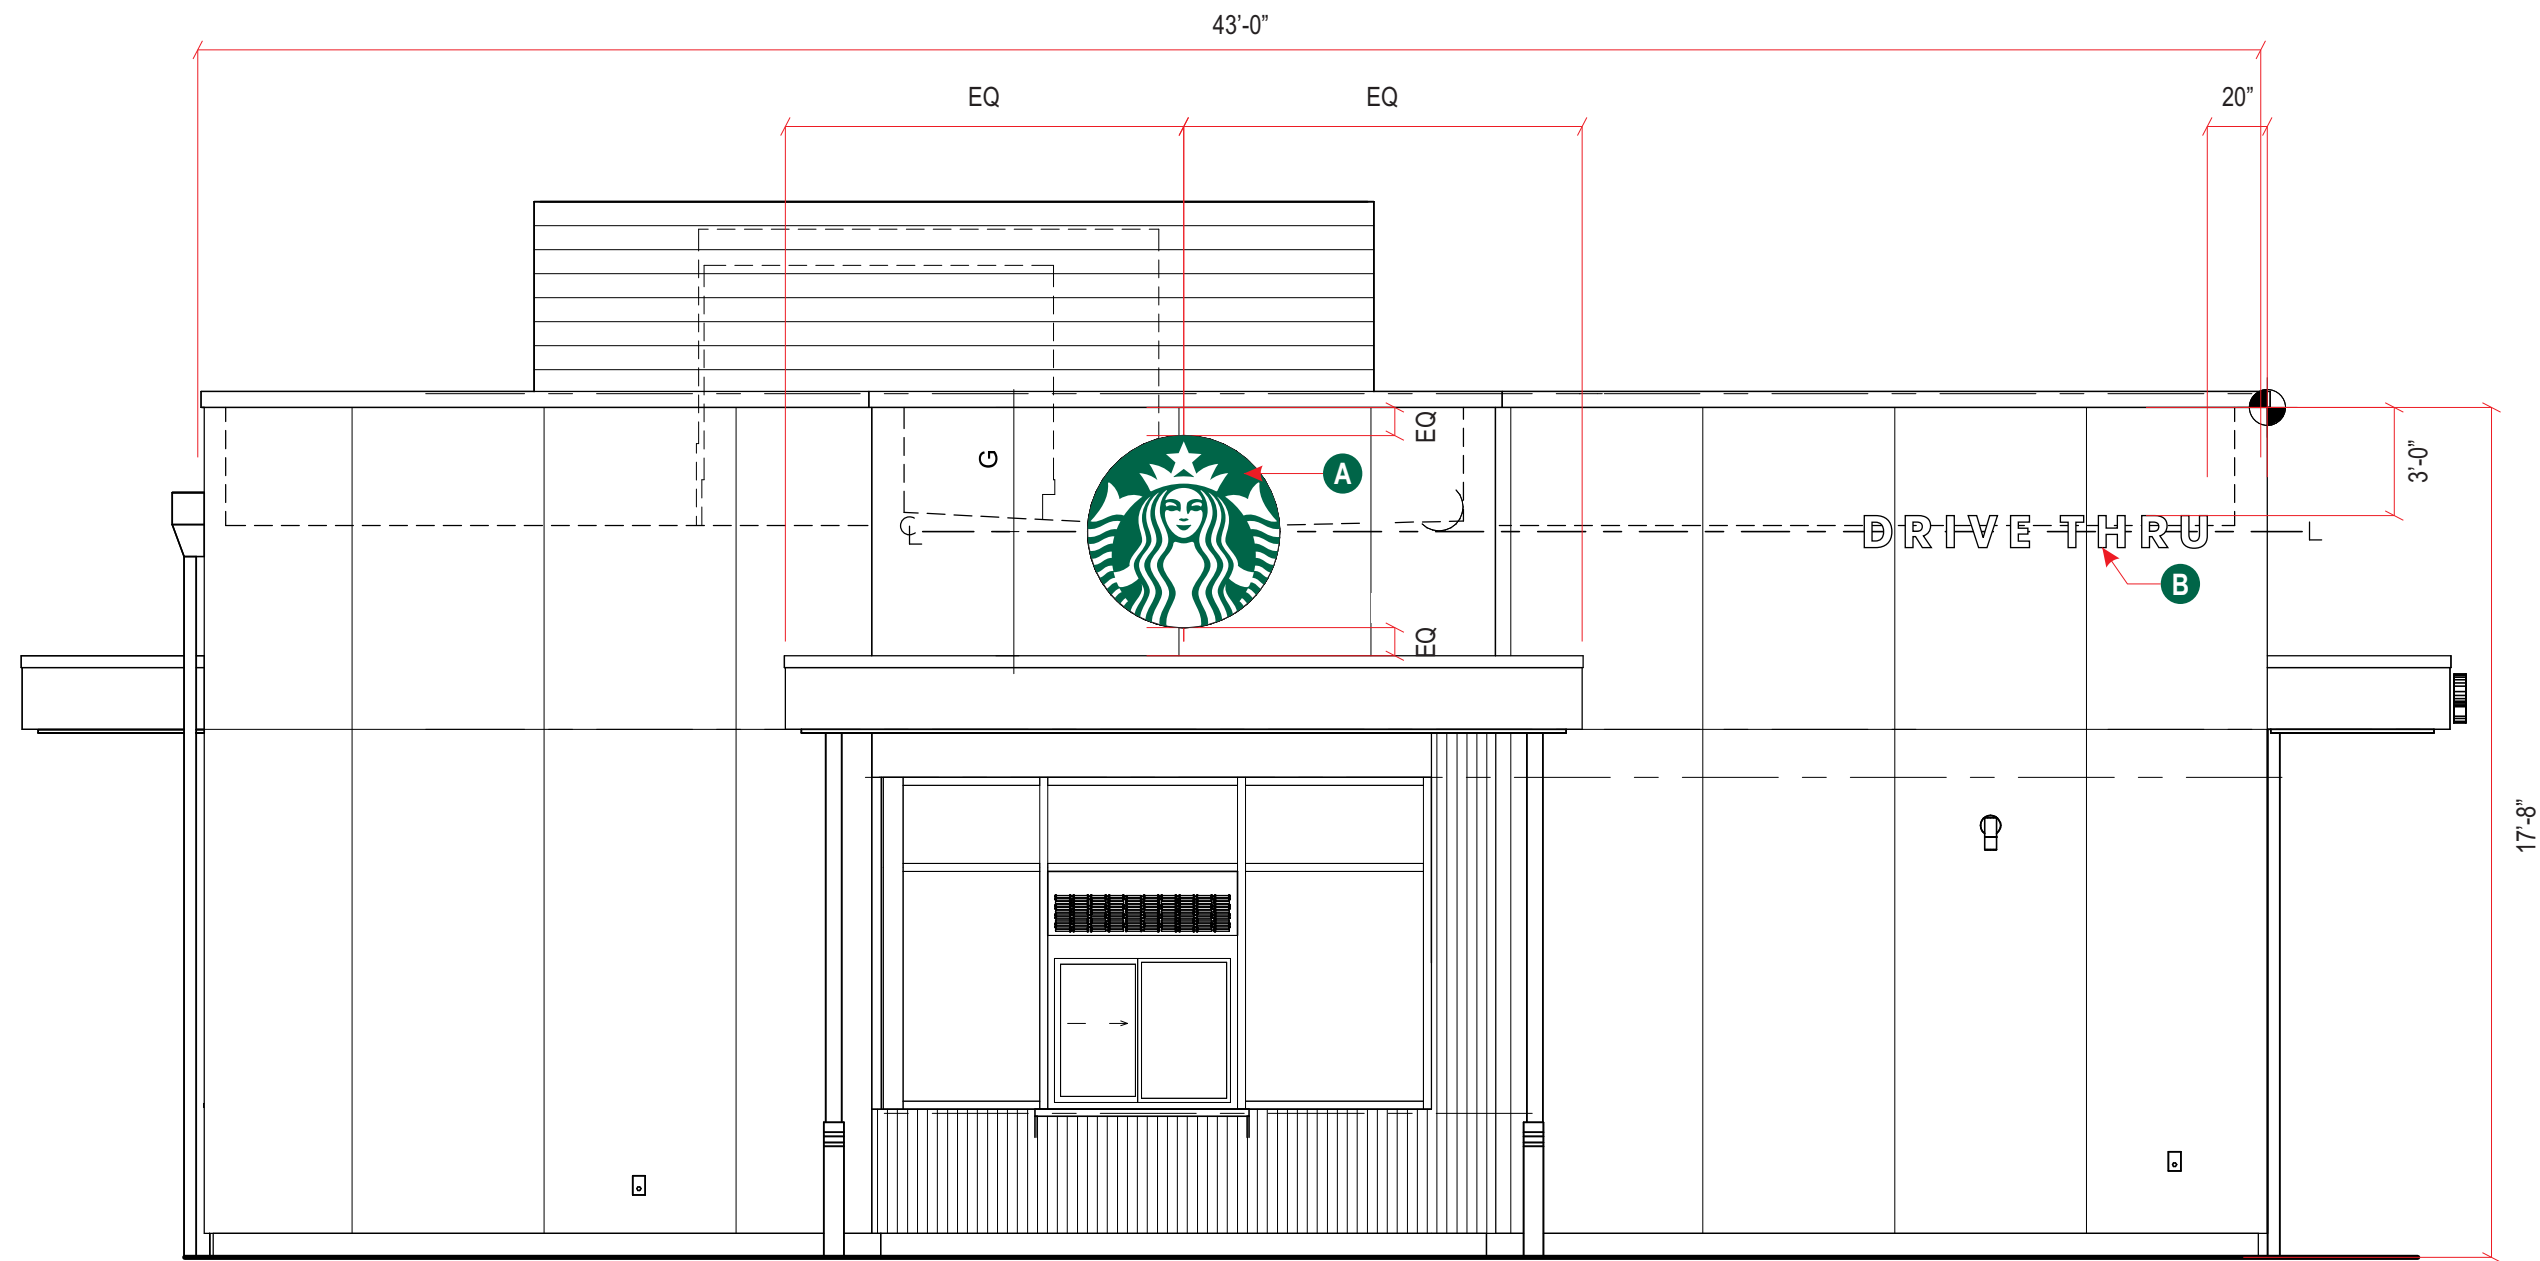 43’-0”
EQ EQ 20”
EQ
G
A
3’-0”
C
L
DRIVE THRU
L
B
EQ
17’-8”